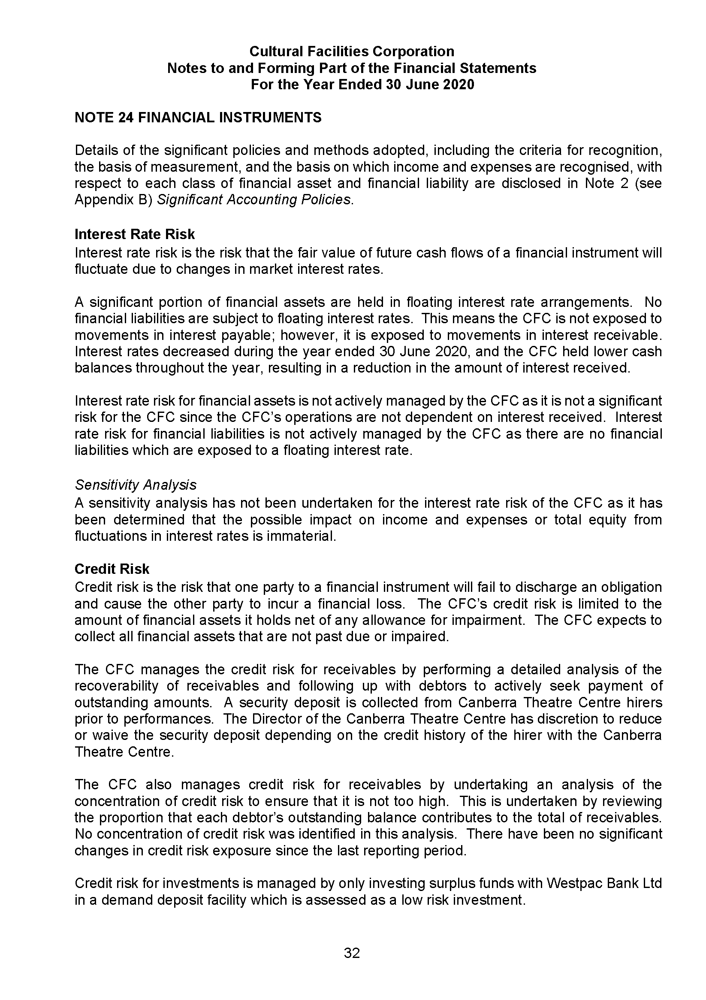 Cultural Facilities Corporation
Notes to and Forming Part of the Financial Statements
For the Year Ended 30 June 2020
NOTE 24 FINANCIAL INSTRUMENTS
Details of the significant policies and methods adopted, including the criteria for recognition,
the basis of measurement, and the basis on which income and expenses are recognised, with
respect to each class of financial asset and financial liability are disclosed in Note 2 (see
Appendix B) Significant Accounting Policies.
Interest Rate Risk
Interest rate risk is the risk that the fair value of future cash flows of a financial instrument will
fluctuate due to changes in market interest rates.
A significant portion of financial assets are held in floating interest rate arrangements. No
financial liabilities are subject to floating interest rates. This means the CFC is not exposed to
movements in interest payable; however, it is exposed to movements in interest receivable.
Interest rates decreased during the year ended 30 June 2020, and the CFC held lower cash
balances throughout the year, resulting in a reduction in the amount of interest received.
Interest rate risk for financial assets is not actively managed by the CFC as it is not a significant
risk for the CFC since the CFC's operations are not dependent on interest received. Interest
rate risk for financial liabilities is not actively managed by the CFC as there are no financial
liabilities which are exposed to a floating interest rate.
Sensitivity Analysis
A sensitivity analysis has not been undertaken for the interest rate risk of the CFC as it has
been determined that the possible impact on income and expenses or total equity from
fluctuations in interest rates is immaterial.
Credit Risk
Credit risk is the risk that one party to a financial instrument will fail to discharge an obligation
and cause the other party to incur a financial loss. The CFC's credit risk is limited to the
amount of financial assets it holds net of any allowance for impairment. The CFC expects to
collect all financial assets that are not past due or impaired.
The CFC manages the credit risk for receivables by performing a detailed analysis of the
recoverability of receivables and following up with debtors to actively seek payment of
outstanding amounts. A security deposit is collected from Canberra Theatre Centre hirers
prior to performances. The Director of the Canberra Theatre Centre has discretion to reduce
or waive the security deposit depending on the credit history of the hirer with the Canberra
Theatre Centre.
The CFC also manages credit risk for receivables by undertaking an analysis of the
concentration of credit risk to ensure that it is not too high. This is undertaken by reviewing
the proportion that each debtor's outstanding balance contributes to the total of receivables.
No concentration of credit risk was identified in this analysis. There have been no significant
changes in credit risk exposure since the last reporting period.
Credit risk for investments is managed by only investing surplus funds with Westpac Bank Ltd
in a demand deposit facility which is assessed as a low risk investment.
32